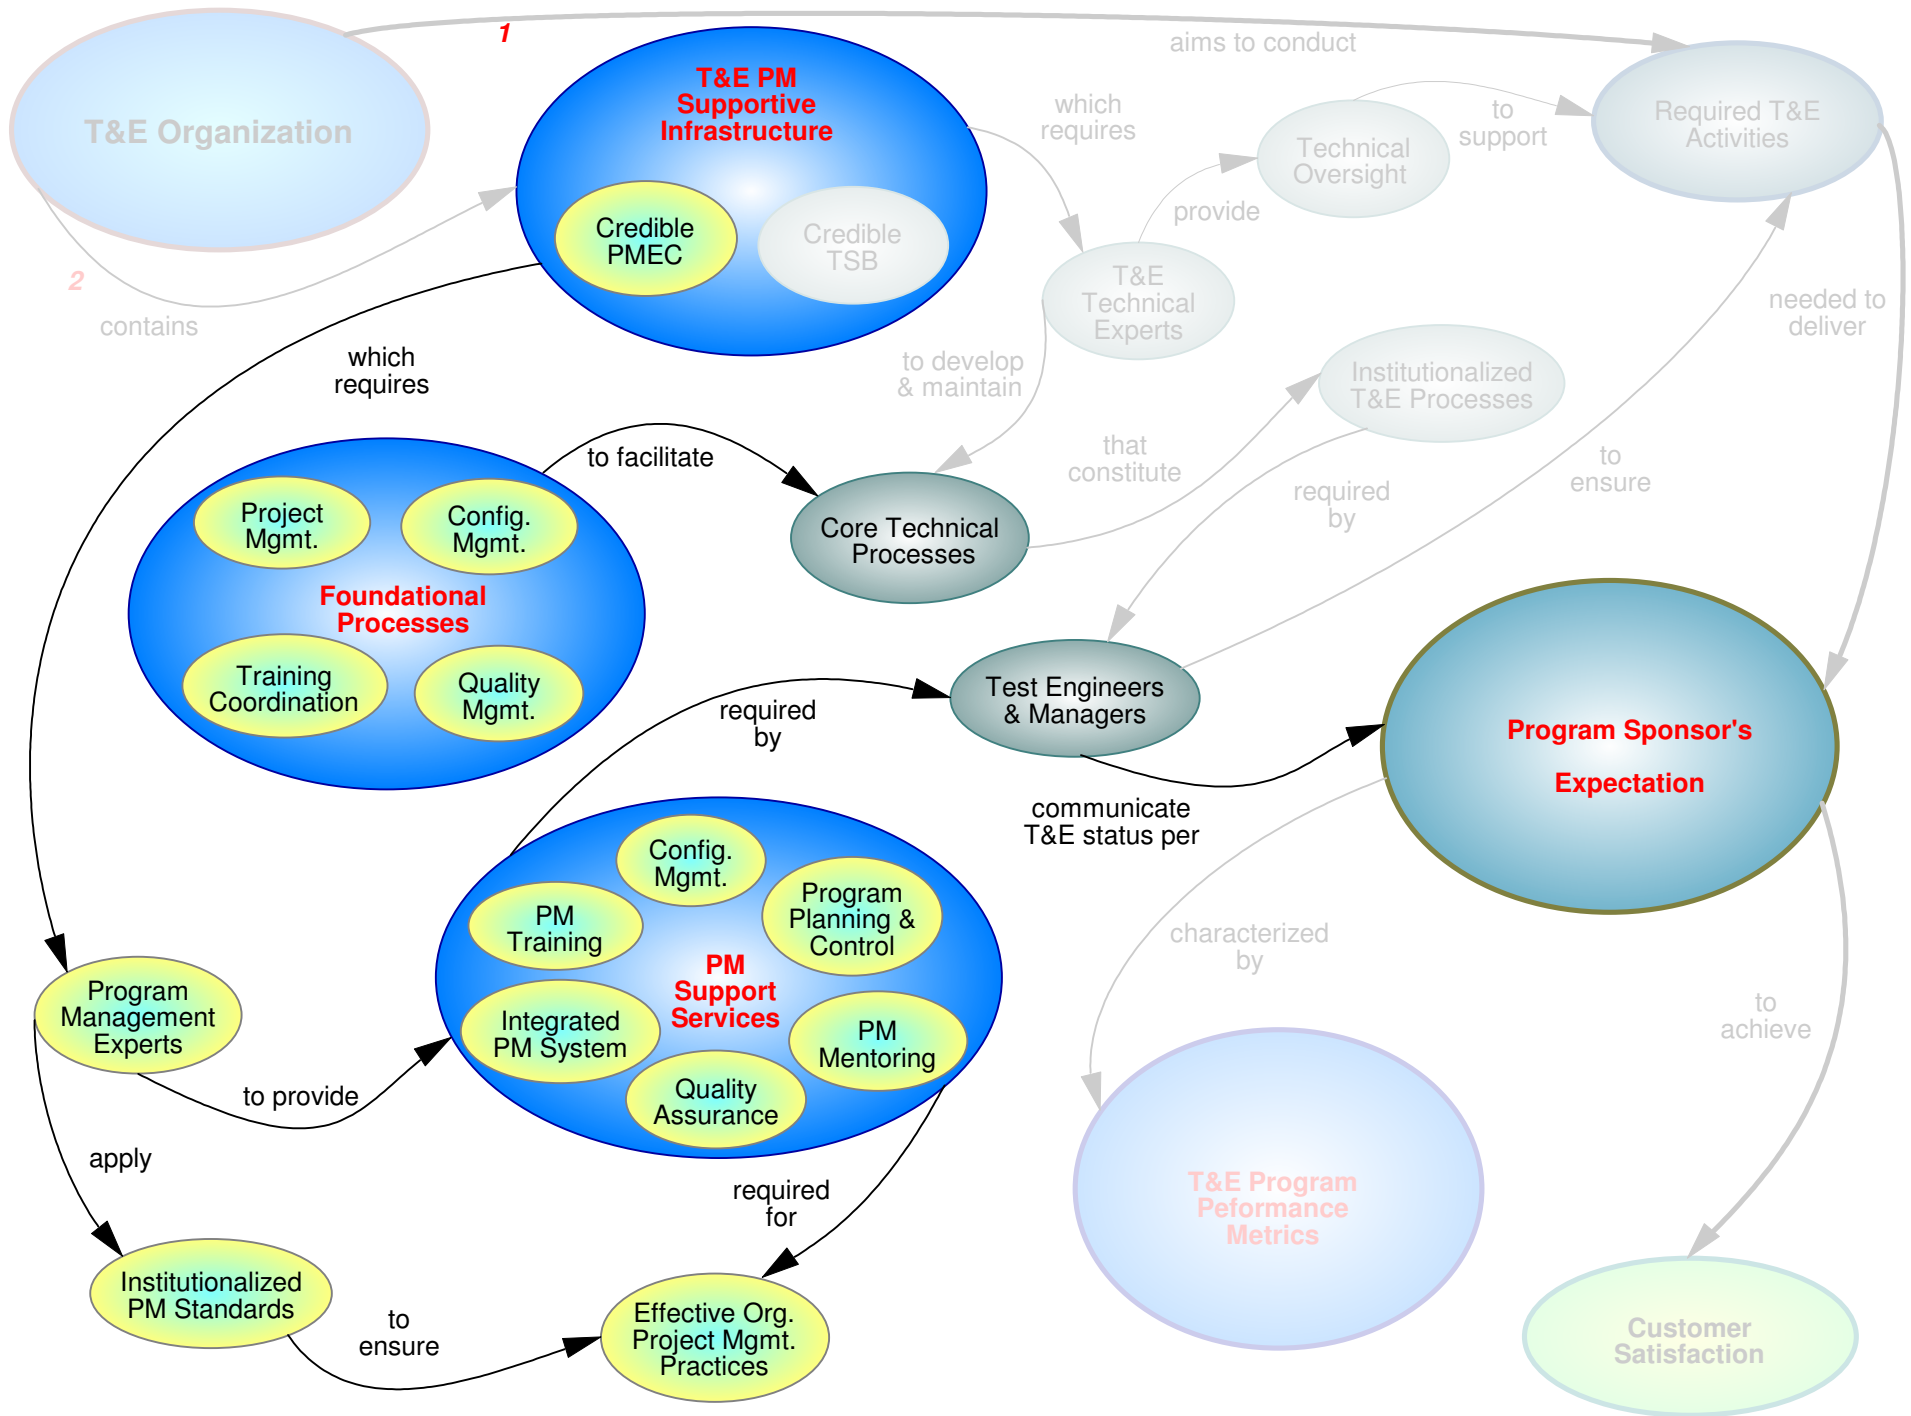 1
aims to conduct
T&E Organization
T&E PM
Supportive
Infrastructure
which
requires
Technical
Oversight
to
support
Required T&E
Activities
provide
Credible
PMEC
Credible
TSB
2
contains
T&E
Technical
Experts
needed to
deliver
which
requires
to develop
& maintain
Institutionalized
T&E Processes
to facilitate
that
constitute
required
by
to
ensure
Project
Mgmt.
Config.
Mgmt.
Foundational
Processes
Training
Coordination
Quality
Mgmt.
Core Technical
Processes
required
by
Test Engineers
& Managers
communicate
T&E status per
Program Sponsor's
Expectation
Config.
Mgmt.
PM
Training
Program
Planning &
Control
PM
Support
Services
Integrated
PM System
PM
Mentoring
Quality
Assurance
characterized
by
to
achieve
Program
Management
Experts
to provide
apply
required
for
T&E Program
Peformance
Metrics
Institutionalized
PM Standards
to
ensure
Effective Org.
Project Mgmt.
Practices
Customer
Satisfaction